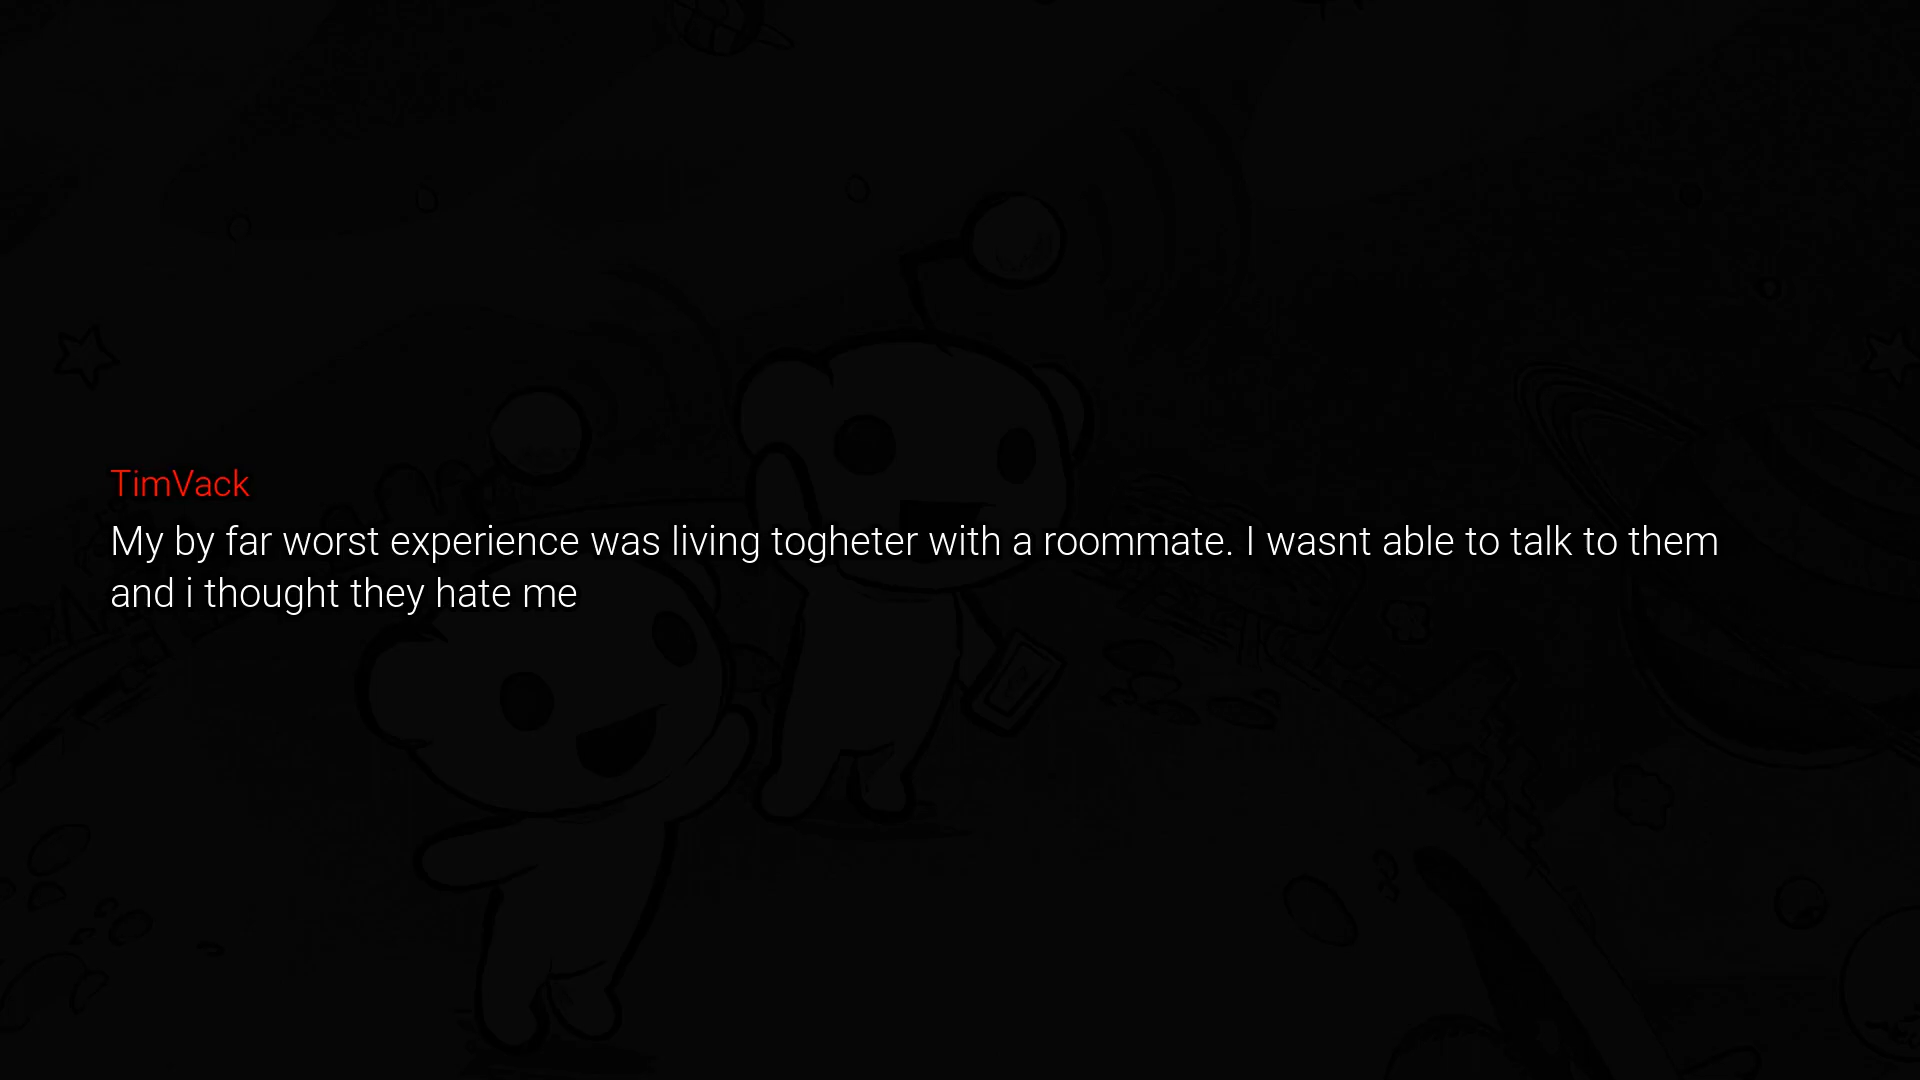 TimVack
My by far worst experience was living togheter with a roommate. I wasnt able to talk to them
and i thought they hate me